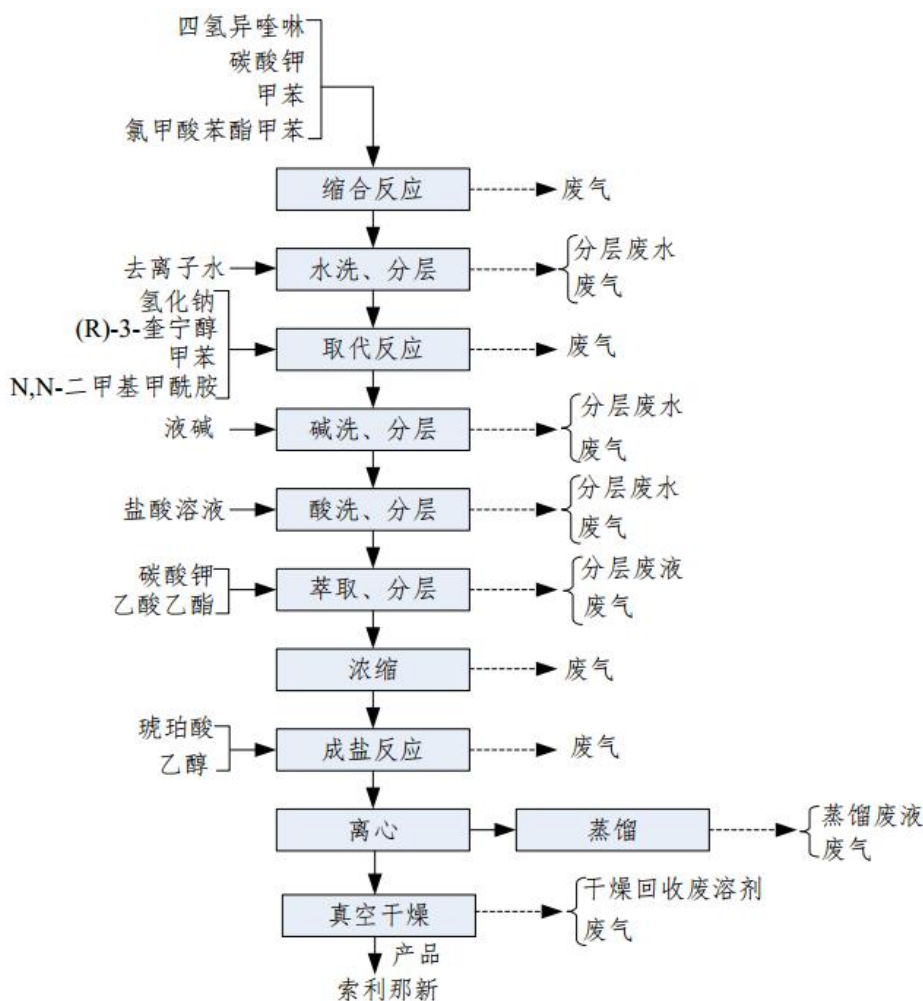 四氢异喹啉
碳酸钾
甲苯
氯甲酸苯酯甲苯
缩合反应
废气
去离子水
水洗、分层
分层废水
废气
氢化钠
(R)-3-奎宁醇
甲苯
N,N-二甲基甲酰胺
取代反应
废气
液碱
碱洗、分层
分层废水
废气
盐酸溶液
酸洗、分层
分层废水
废气
碳酸钾
乙酸乙酯
萃取、分层
分层废液
废气
浓缩
废气
琥珀酸
乙醇
成盐反应
废气
离心
蒸馏
蒸馏废液
废气
真空干燥
干燥回收废溶剂
废气
产品
索利那新